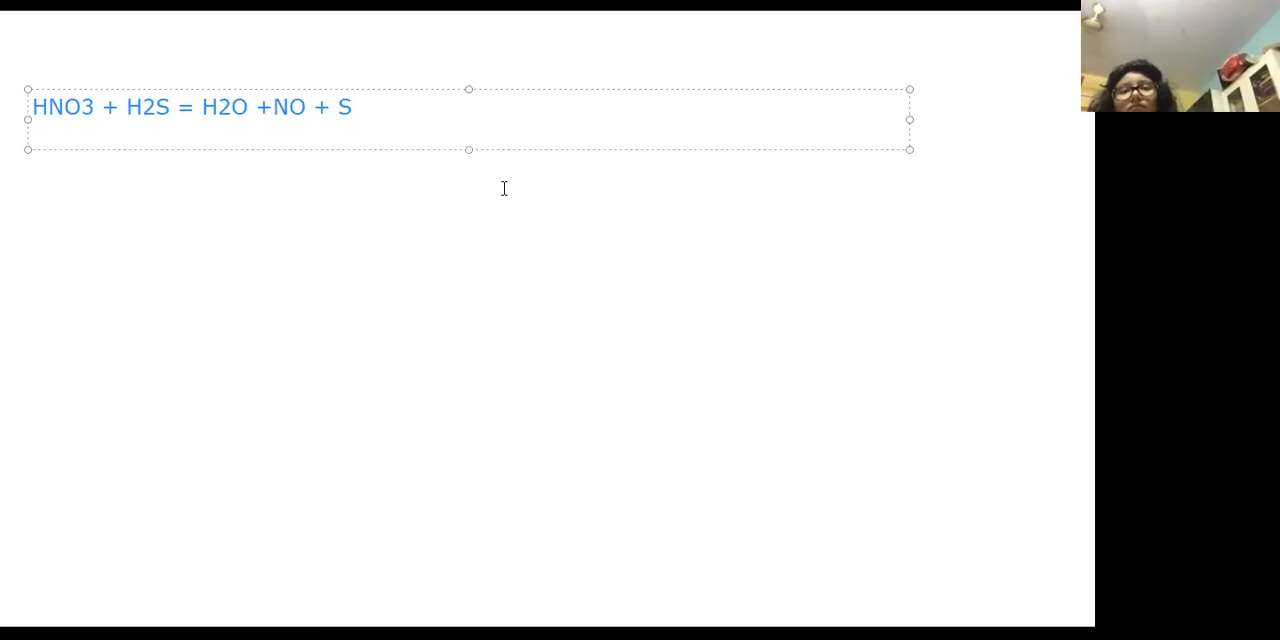 HNO3 + H2S = H2O +NO + S